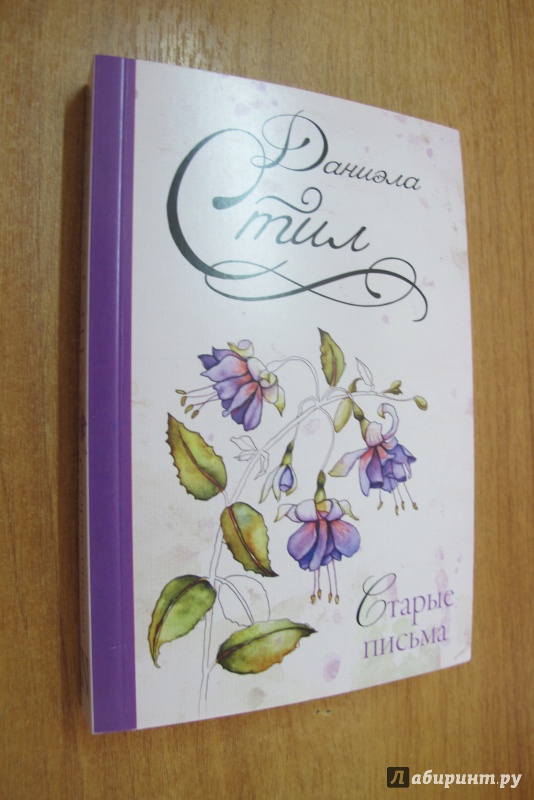 Даниэла
Стил
Старые
письма
Лабиринт.ру